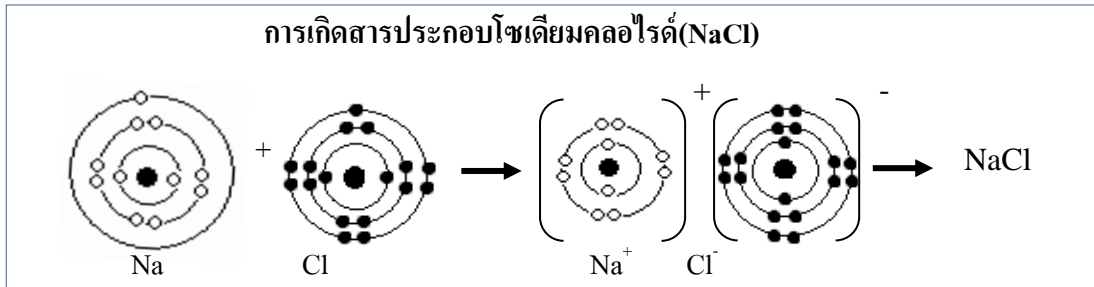 การเกิดสารประกอบโซเดียมคลอไรด์(NaCl)
+ + - NaCl
Na Cl Na⁺ Cl⁻